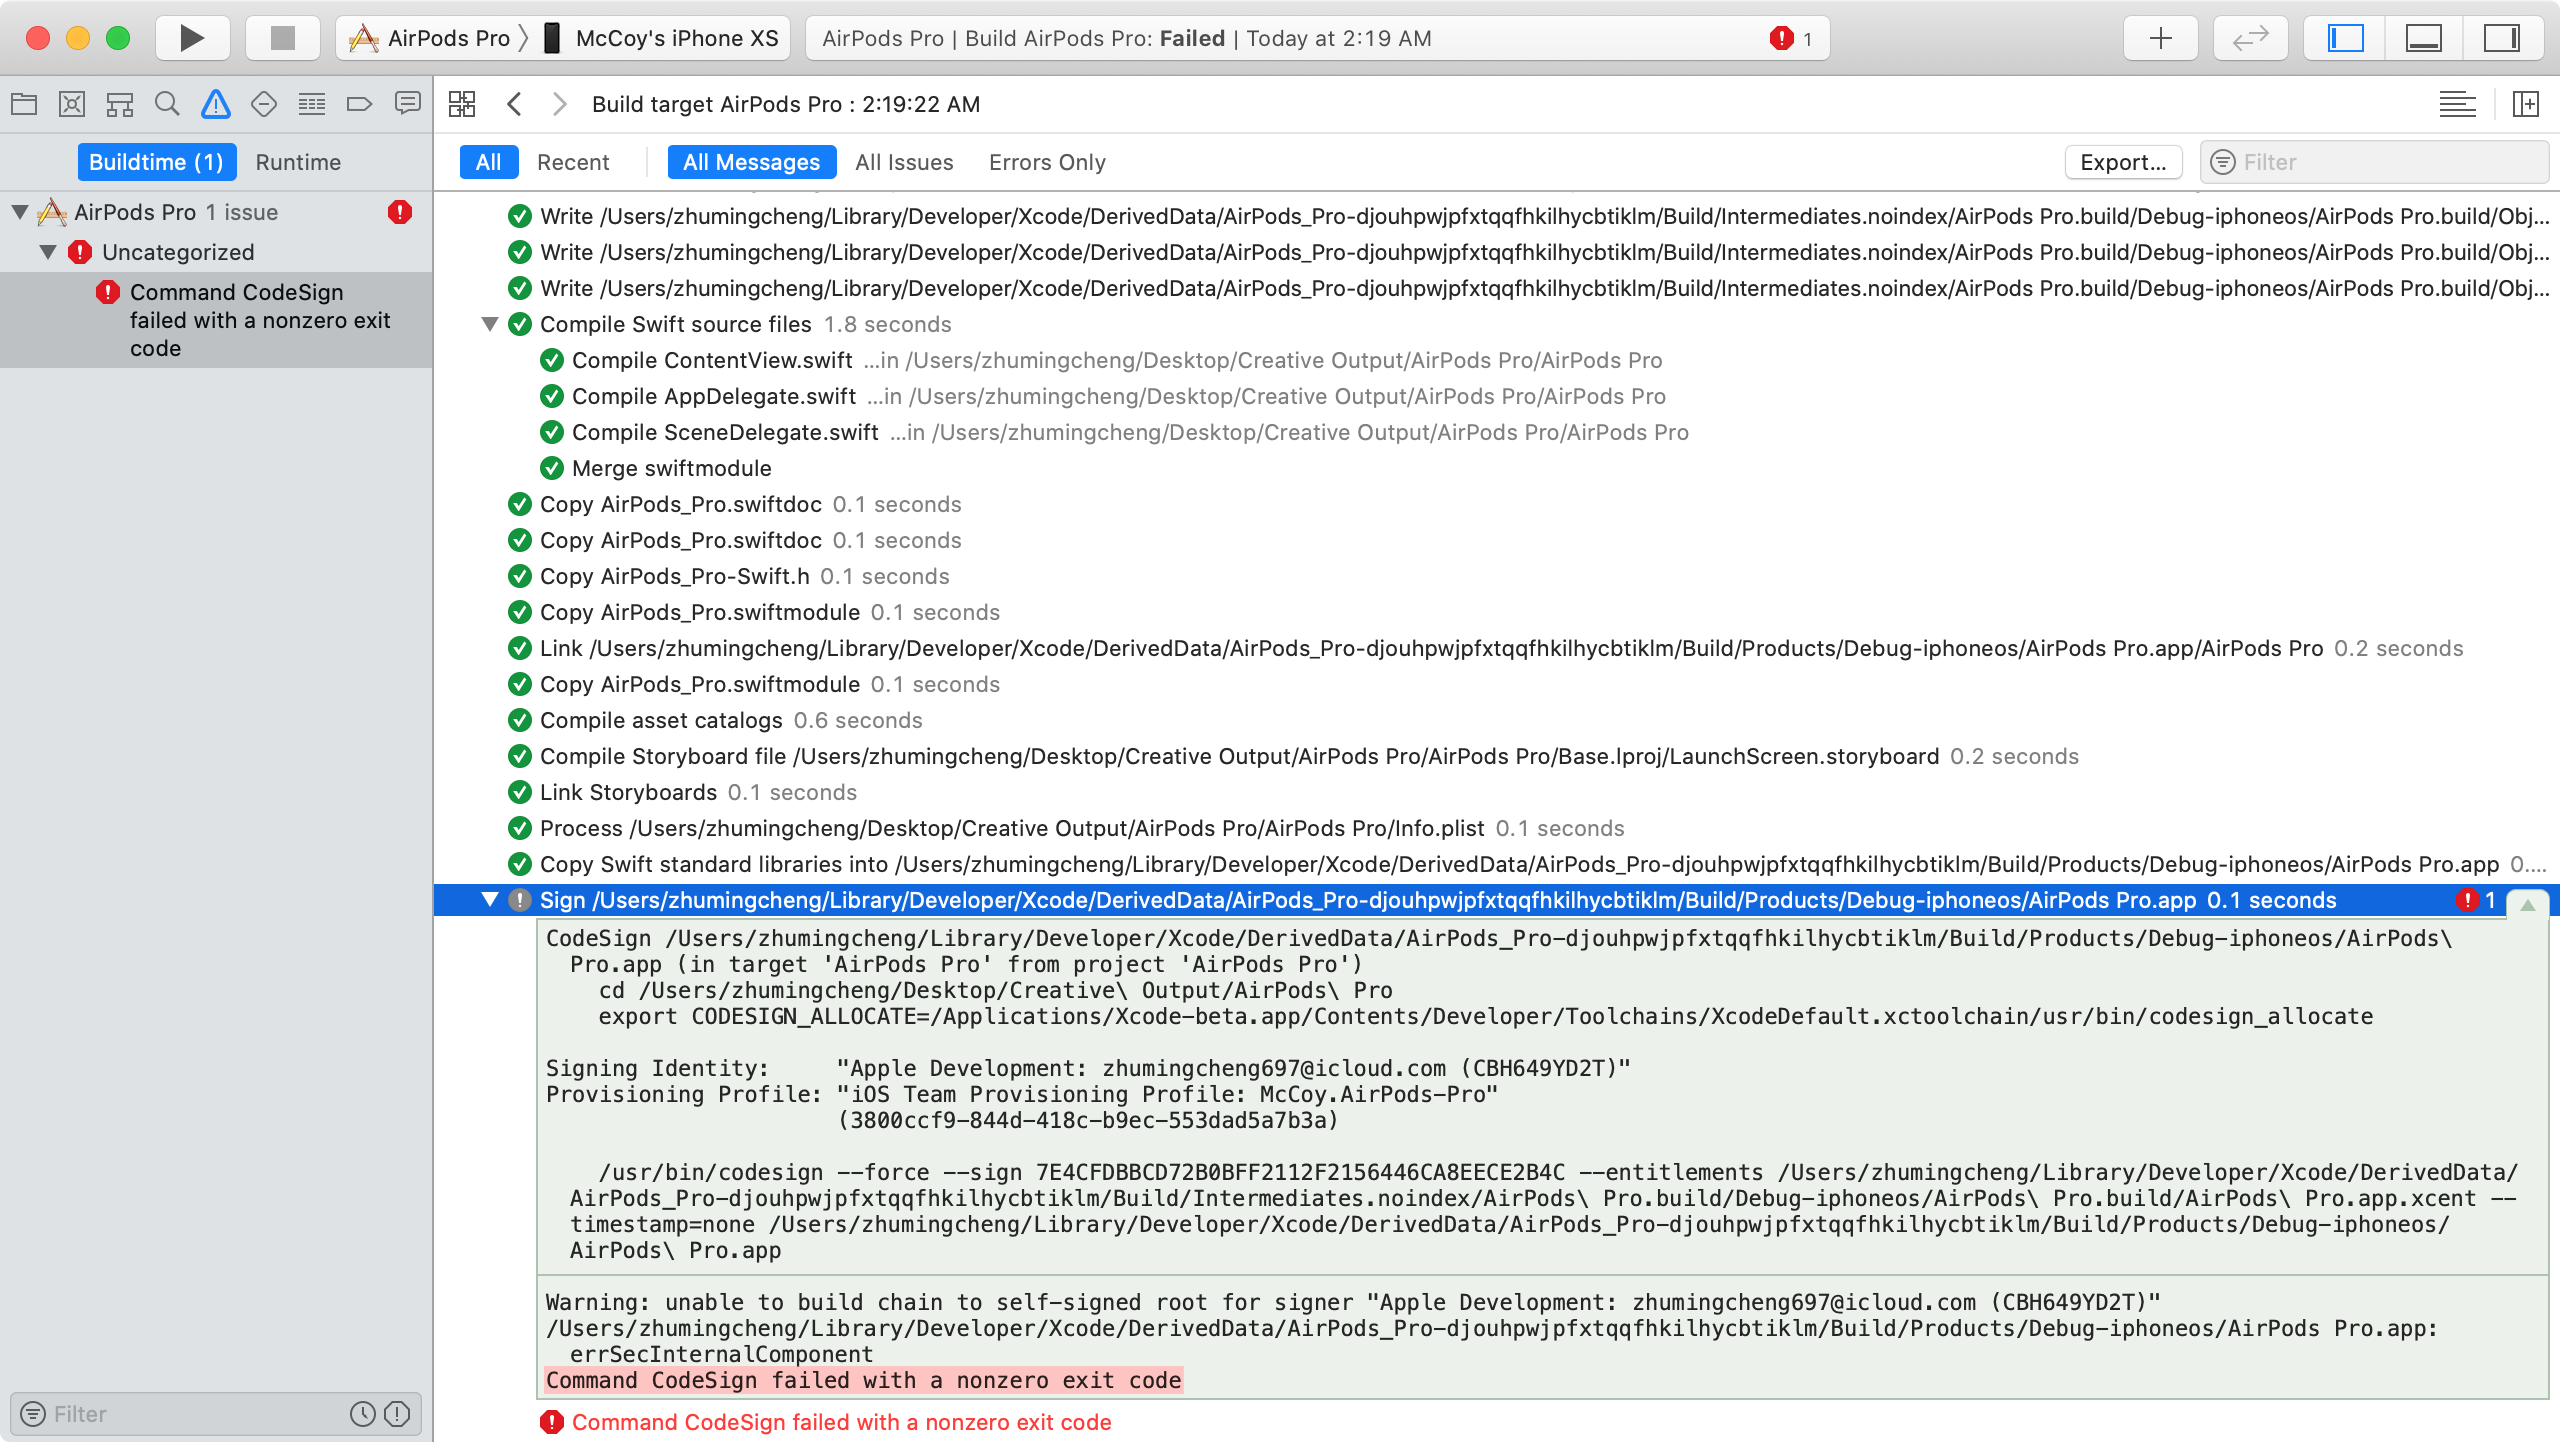 AirPods Pro McCoy's iPhone XS AirPods Pro | Build AirPods Pro: Failed | Today at 2:19 AM 1
Build target AirPods Pro : 2:19:22 AM
Buildtime (1) Runtime
All Recent All Messages All Issues Errors Only Export... Filter
AirPods Pro 1 issue
Uncategorized
Command CodeSign
failed with a nonzero exit
code
Filter
Write /Users/zhumingcheng/Library/Developer/Xcode/DerivedData/AirPods_Pro-djouhpwjpfxtqqfhkilhycbtiklm/Build/Intermediates.noindex/AirPods Pro.build/Debug-iphoneos/AirPods Pro.build/Obj...
Write /Users/zhumingcheng/Library/Developer/Xcode/DerivedData/AirPods_Pro-djouhpwjpfxtqqfhkilhycbtiklm/Build/Intermediates.noindex/AirPods Pro.build/Debug-iphoneos/AirPods Pro.build/Obj...
Write /Users/zhumingcheng/Library/Developer/Xcode/DerivedData/AirPods_Pro-djouhpwjpfxtqqfhkilhycbtiklm/Build/Intermediates.noindex/AirPods Pro.build/Debug-iphoneos/AirPods Pro.build/Obj...
Compile Swift source files 1.8 seconds
Compile ContentView.swift ...in /Users/zhumingcheng/Desktop/Creative Output/AirPods Pro/AirPods Pro
Compile AppDelegate.swift ...in /Users/zhumingcheng/Desktop/Creative Output/AirPods Pro/AirPods Pro
Compile SceneDelegate.swift ...in /Users/zhumingcheng/Desktop/Creative Output/AirPods Pro/AirPods Pro
Merge swiftmodule
Copy AirPods_Pro.swiftdoc 0.1 seconds
Copy AirPods_Pro.swiftdoc 0.1 seconds
Copy AirPods_Pro-Swift.h 0.1 seconds
Copy AirPods_Pro.swiftmodule 0.1 seconds
Link /Users/zhumingcheng/Library/Developer/Xcode/DerivedData/AirPods_Pro-djouhpwjpfxtqqfhkilhycbtiklm/Build/Products/Debug-iphoneos/AirPods Pro.app/AirPods Pro 0.2 seconds
Copy AirPods_Pro.swiftmodule 0.1 seconds
Compile asset catalogs 0.6 seconds
Compile Storyboard file /Users/zhumingcheng/Desktop/Creative Output/AirPods Pro/AirPods Pro/Base.lproj/LaunchScreen.storyboard 0.2 seconds
Link Storyboards 0.1 seconds
Process /Users/zhumingcheng/Desktop/Creative Output/AirPods Pro/AirPods Pro/Info.plist 0.1 seconds
Copy Swift standard libraries into /Users/zhumingcheng/Library/Developer/Xcode/DerivedData/AirPods_Pro-djouhpwjpfxtqqfhkilhycbtiklm/Build/Products/Debug-iphoneos/AirPods Pro.app 0....
Sign /Users/zhumingcheng/Library/Developer/Xcode/DerivedData/AirPods_Pro-djouhpwjpfxtqqfhkilhycbtiklm/Build/Products/Debug-iphoneos/AirPods Pro.app 0.1 seconds 1
CodeSign /Users/zhumingcheng/Library/Developer/Xcode/DerivedData/AirPods_Pro-djouhpwjpfxtqqfhkilhycbtiklm/Build/Products/Debug-iphoneos/AirPods\
Pro.app (in target 'AirPods Pro' from project 'AirPods Pro')
cd /Users/zhumingcheng/Desktop/Creative\ Output/AirPods\ Pro
export CODESIGN_ALLOCATE=/Applications/Xcode-beta.app/Contents/Developer/Toolchains/XcodeDefault.xctoolchain/usr/bin/codesign_allocate
Signing Identity: "Apple Development: zhumingcheng697@icloud.com (CBH649YD2T)"
Provisioning Profile: "iOS Team Provisioning Profile: McCoy.AirPods-Pro"
(3800ccf9-844d-418c-b9ec-553dad5a7b3a)
/usr/bin/codesign --force --sign 7E4CFDBBCD72B0BFF2112F2156446CA8EECE2B4C --entitlements /Users/zhumingcheng/Library/Developer/Xcode/DerivedData/
AirPods_Pro-djouhpwjpfxtqqfhkilhycbtiklm/Build/Intermediates.noindex/AirPods\ Pro.build/Debug-iphoneos/AirPods\ Pro.build/AirPods\ Pro.app.xcent --
timestamp=none /Users/zhumingcheng/Library/Developer/Xcode/DerivedData/AirPods_Pro-djouhpwjpfxtqqfhkilhycbtiklm/Build/Products/Debug-iphoneos/
AirPods\ Pro.app
Warning: unable to build chain to self-signed root for signer "Apple Development: zhumingcheng697@icloud.com (CBH649YD2T)"
/Users/zhumingcheng/Library/Developer/Xcode/DerivedData/AirPods_Pro-djouhpwjpfxtqqfhkilhycbtiklm/Build/Products/Debug-iphoneos/AirPods Pro.app:
errSecInternalComponent
Command CodeSign failed with a nonzero exit code
Command CodeSign failed with a nonzero exit code